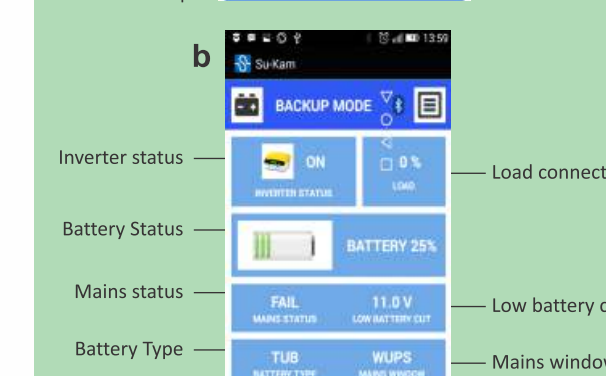 b
13:59
Su-Kam
BACKUP MODE
Inverter status
ON
0 %
INVERTER STATUS
LOAD
Load connect
Battery Status
BATTERY 25%
Mains status
FAIL
11.0 V
MAINS STATUS
LOW BATTERY CUT
Low battery
Battery Type
TUB
WUPS
BATTERY TYPE
MAINS WINDOW
Mains window